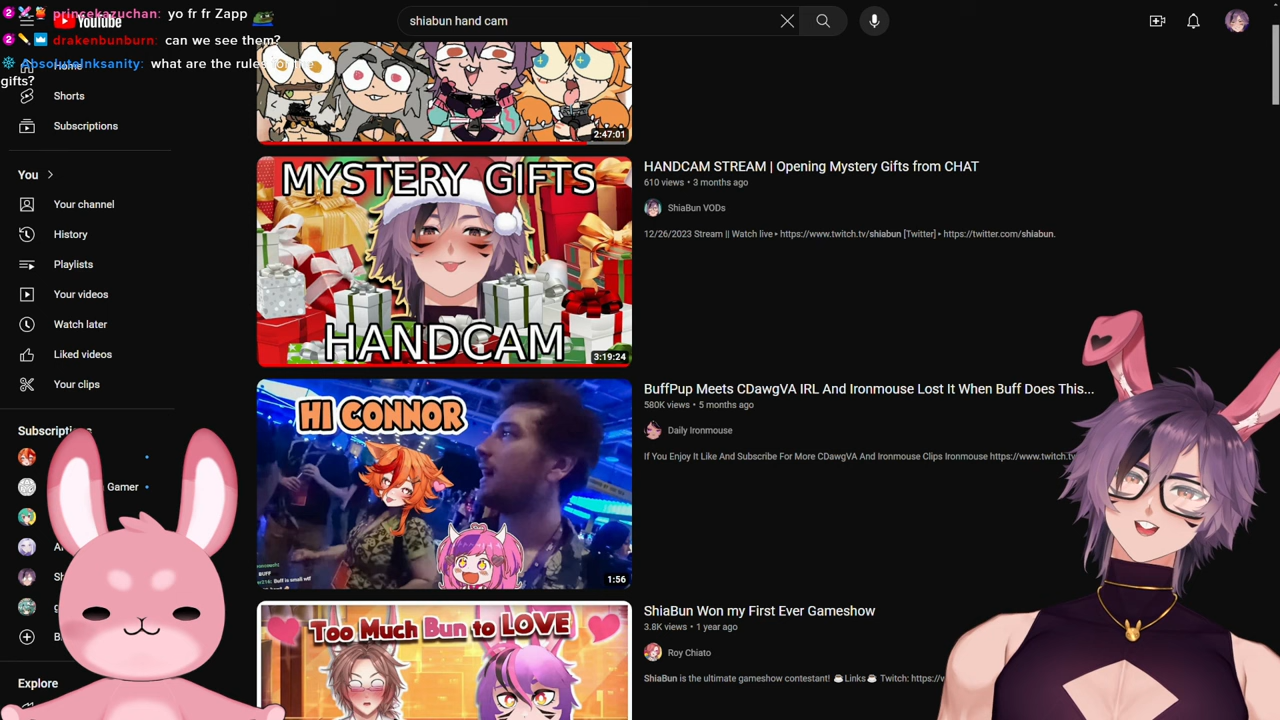 princekazuchan: yo fr fr Zapp
drakenbunburn: can we see them?
AbsoluteInksanity: what are the rules for
gifts?
YouTube
shiabun hand cam
Home
Shorts
Subscriptions
You
Your channel
History
Playlists
Your videos
Watch later
Liked videos
Your clips
Subscriptions
Gamer
Explore
2:47:01
MYSTERY GIFTS
HANDCAM
3:19:24
HANDCAM STREAM | Opening Mystery Gifts from CHAT
610 views • 3 months ago
ShiaBun VODs
12/26/2023 Stream || Watch live ▸ https://www.twitch.tv/shiabun [Twitter] ▸ https://twitter.com/shiabun.
HI CONNOR
1:56
BuffPup Meets CDawgVA IRL And Ironmouse Lost It When Buff Does This...
580K views • 5 months ago
Daily Ironmouse
If You Enjoy It Like And Subscribe For More CDawgVA And Ironmouse Clips Ironmouse https://www.twitch.tv
Too Much Bun to LOVE
ShiaBun Won my First Ever Gameshow
3.8K views • 1 year ago
Roy Chiato
ShiaBun is the ultimate gameshow contestant! Links Twitch: https://w